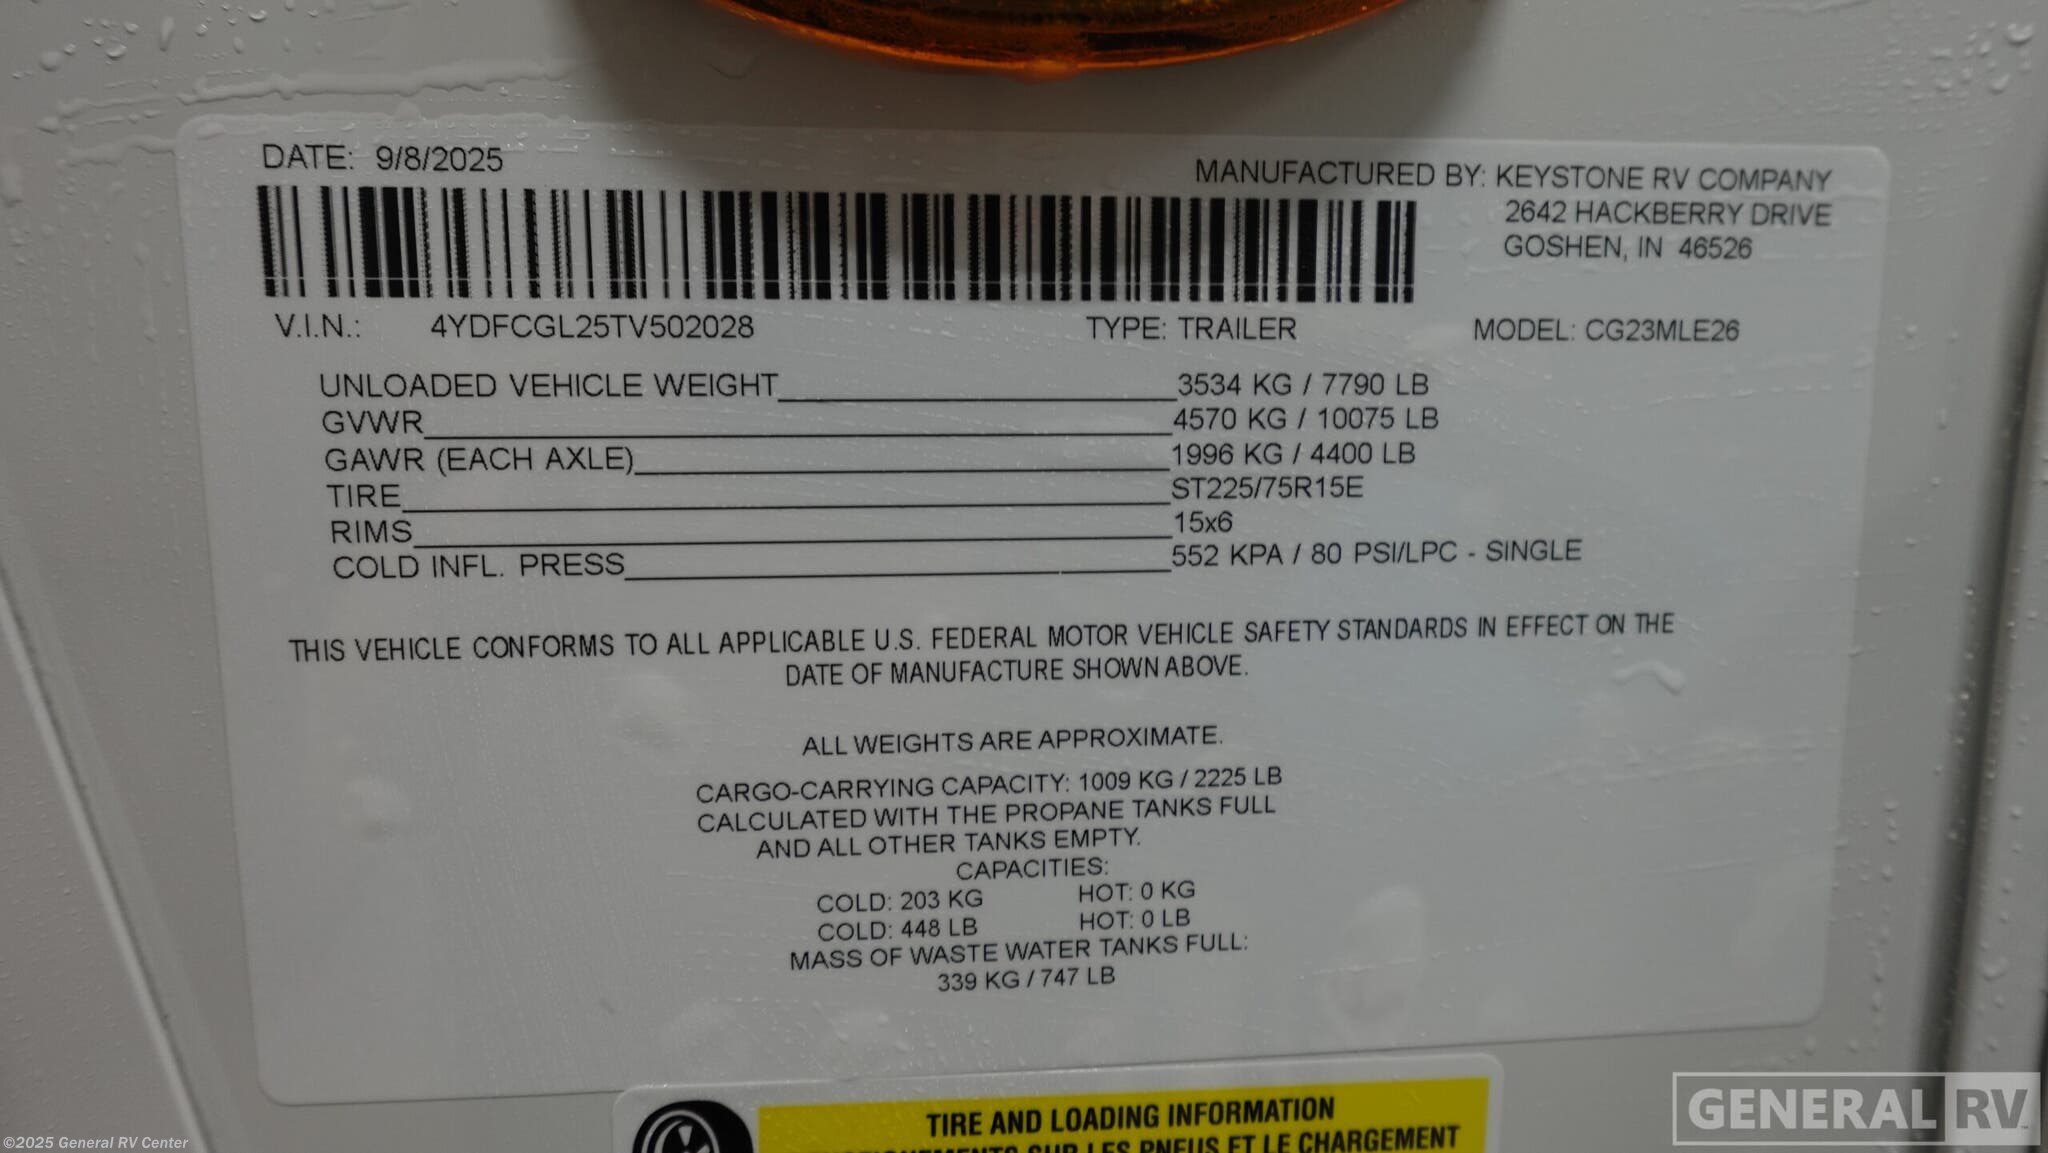 DATE: 9/8/2025
MANUFACTURED BY: KEYSTONE RV COMPANY
2642 HACKBERRY DRIVE
GOSHEN, IN 46526
V.I.N.: 4YDFCGL25TV502028 TYPE: TRAILER MODEL: CG23MLE26
UNLOADED VEHICLE WEIGHT 3534 KG / 7790 LB
GVWR 4570 KG / 10075 LB
GAWR (EACH AXLE) 1996 KG / 4400 LB
TIRE ST225/75R15E
RIMS 15x6
COLD INFL. PRESS 552 KPA / 80 PSI/LPC - SINGLE
THIS VEHICLE CONFORMS TO ALL APPLICABLE U.S. FEDERAL MOTOR VEHICLE SAFETY STANDARDS IN EFFECT ON THE
DATE OF MANUFACTURE SHOWN ABOVE.
ALL WEIGHTS ARE APPROXIMATE.
CARGO-CARRYING CAPACITY: 1009 KG / 2225 LB
CALCULATED WITH THE PROPANE TANKS FULL
AND ALL OTHER TANKS EMPTY.
CAPACITIES:
COLD: 203 KG HOT: 0 KG
COLD: 448 LB HOT: 0 LB
MASS OF WASTE WATER TANKS FULL:
339 KG / 747 LB
TIRE AND LOADING INFORMATION
SUR LES PNEUS ET LE CHARGEMENT
GENERAL RV
©2025 General RV Center